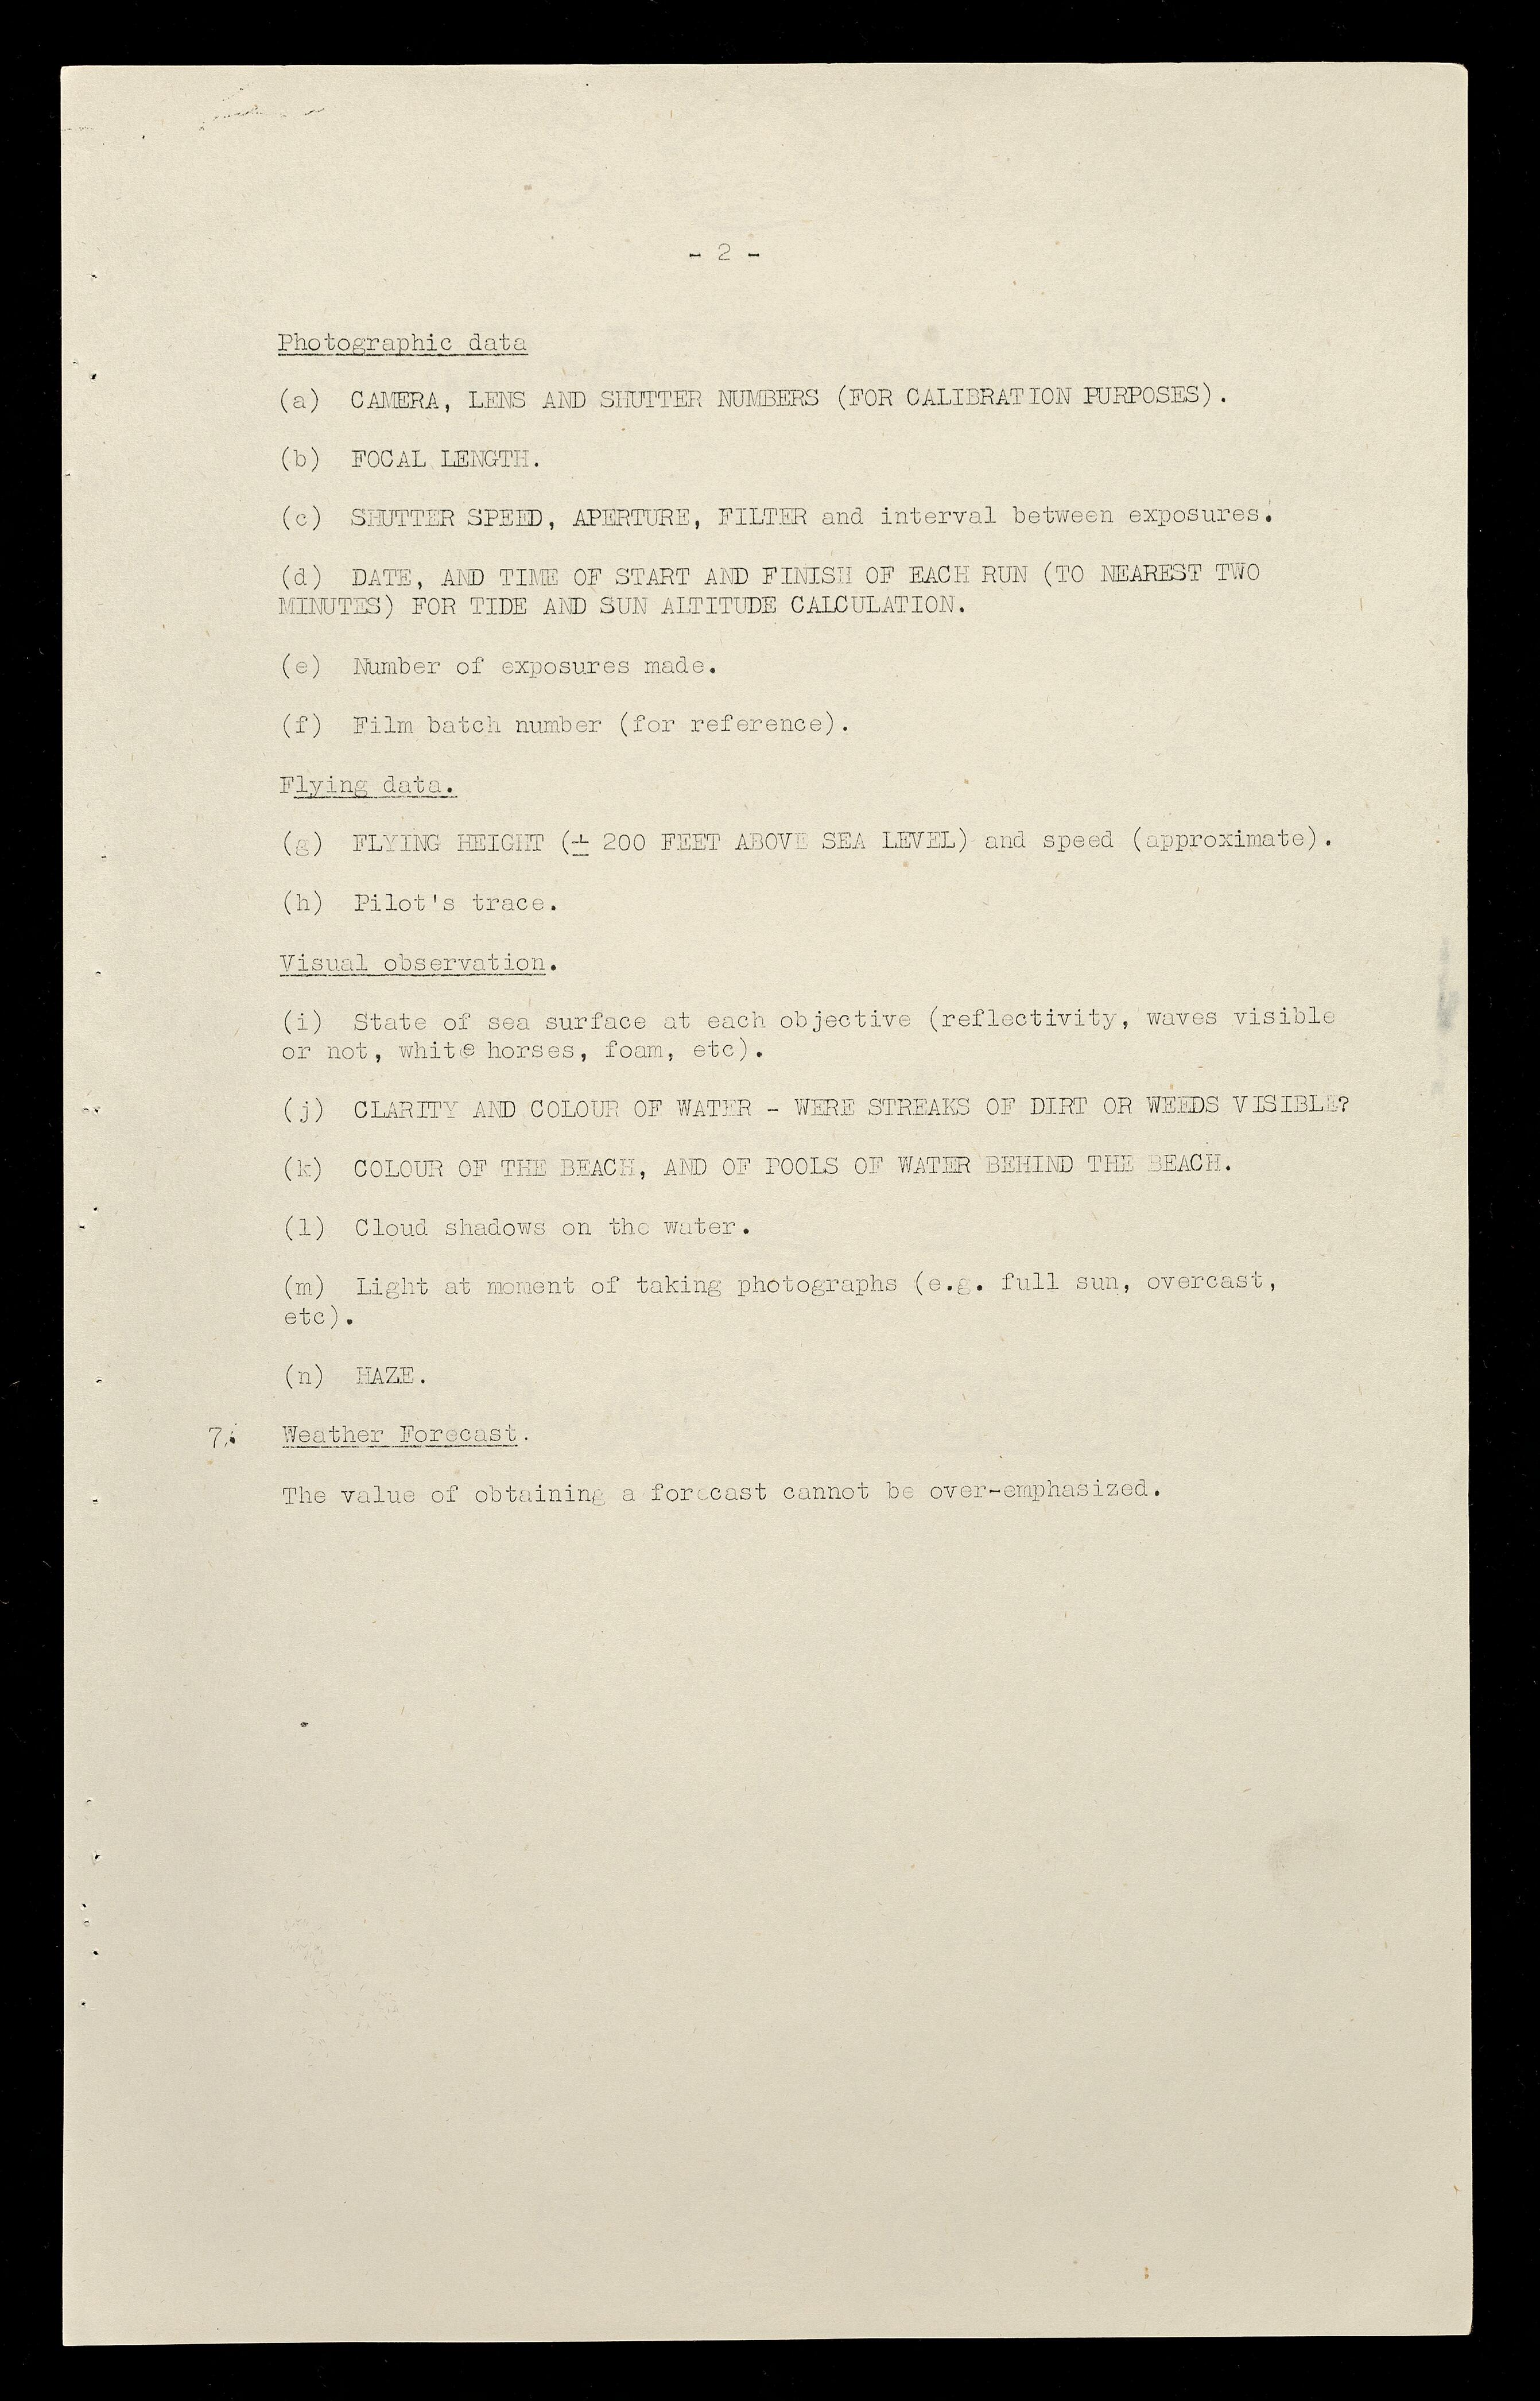 - 2 -
Photographic data
(a) CAMERA, LENS AND SHUTTER NUMBERS (FOR CALIBRATION PURPOSES).
(b) FOCAL LENGTH.
(c) SHUTTER SPEED, APERTURE, FILTER and interval between exposures.
(d) DATE, AND TIME OF START AND FINISH OF EACH RUN (TO NEAREST TWO
MINUTES) FOR TIDE AND SUN ALTITUDE CALCULATION.
(e) Number of exposures made.
(f) Film batch number (for reference).
Flying data.
(g) FLYING HEIGHT (± 200 FEET ABOVE SEA LEVEL) and speed (approximate).
(h) Pilot's trace.
Visual observation.
(i) State of sea surface at each objective (reflectivity, waves visible
or not, white horses, foam, etc).
(j) CLARITY AND COLOUR OF WATER - WERE STREAKS OF DIRT OR WEEDS VISIBLE?
(k) COLOUR OF THE BEACH, AND OF POOLS OF WATER BEHIND THE BEACH.
(l) Cloud shadows on the water.
(m) Light at moment of taking photographs (e.g. full sun, overcast,
etc).
(n) HAZE.
7. Weather Forecast.
The value of obtaining a forecast cannot be over-emphasized.